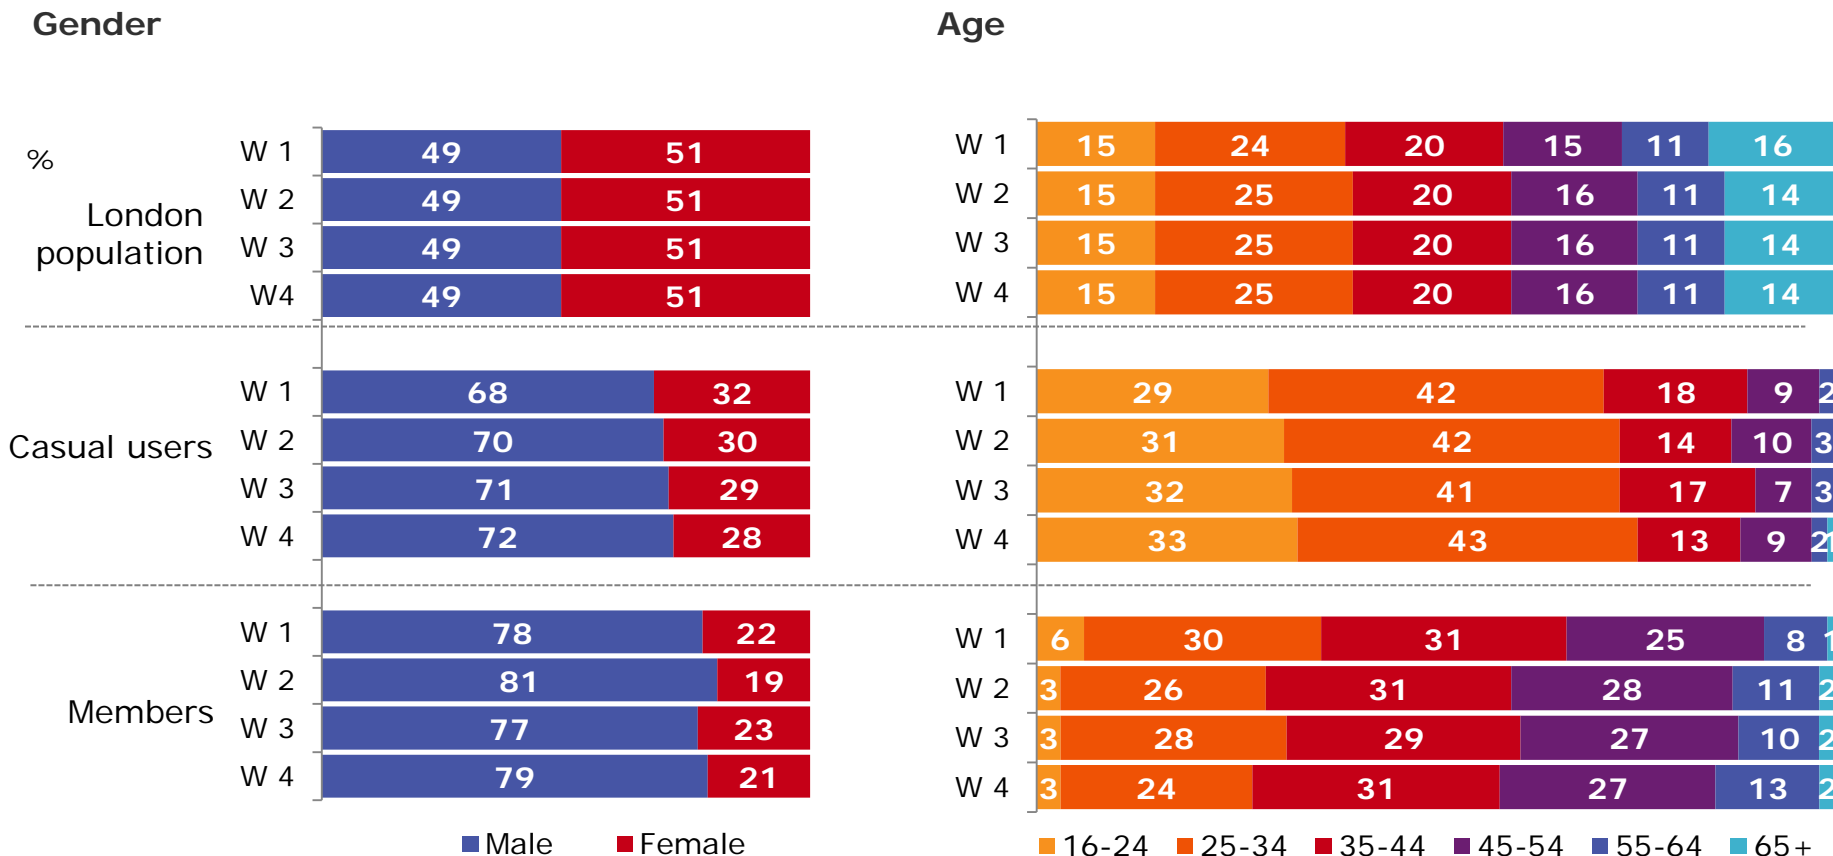 Gender
Age
%
London
population
W 1 49 51
W 2 49 51
W 3 49 51
W4 49 51
W 1 15 24 20 15 11 16
W 2 15 25 20 16 11 14
W 3 15 25 20 16 11 14
W 4 15 25 20 16 11 14
Casual users
W 1 68 32
W 2 70 30
W 3 71 29
W 4 72 28
W 1 29 42 18 9 2
W 2 31 42 14 10 3
W 3 32 41 17 7 3
W 4 33 43 13 9 2 1
Members
W 1 78 22
W 2 81 19
W 3 77 23
W 4 79 21
W 1 6 30 31 25 8 1
W 2 3 26 31 28 11 2
W 3 3 28 29 27 10 2
W 4 3 24 31 27 13 2
Male Female
16-24 25-34 35-44 45-54 55-64 65+